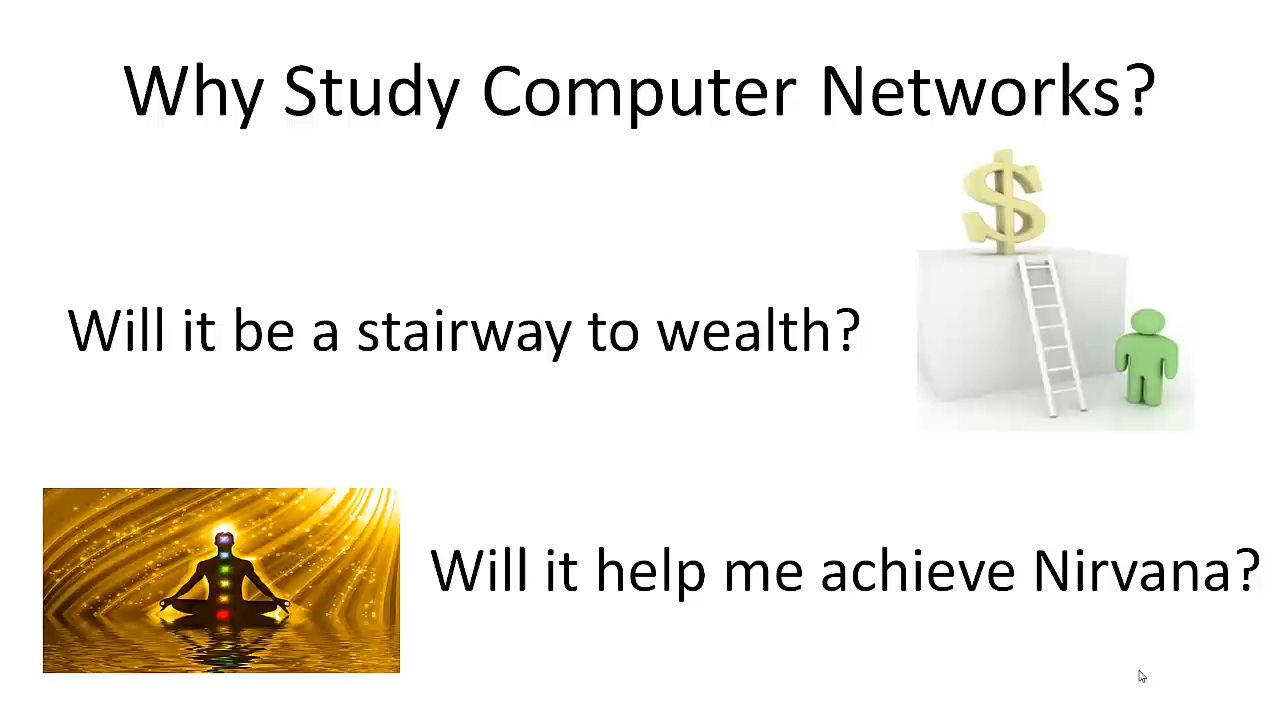 Why Study Computer Networks?
Will it be a stairway to wealth?
Will it help me achieve Nirvana?